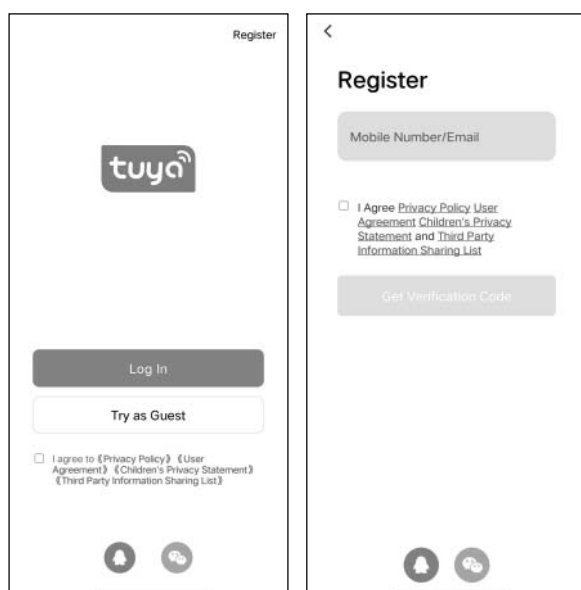 Register
tuya
Log In
Try as Guest
I agree to《Privacy Policy》《User
Agreement》《Children's Privacy Statement》
《Third Party Information Sharing List》
Register
Mobile Number/Email
I Agree Privacy Policy User
Agreement Children's Privacy
Statement and Third Party
Information Sharing List
Get Verification Code